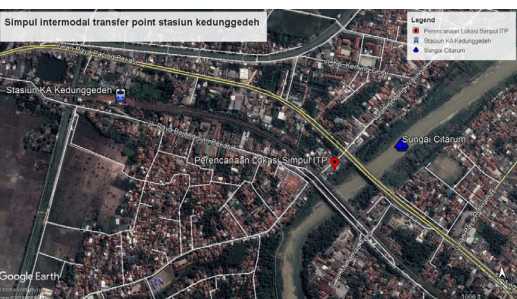 Simpul intermodal transfer point stasiun kedunggedeh
Legend
Perencanaan Lokasi Simpul ITP
Stasiun KA Kedunggedeh
Sungai Citarum
Stasiun KA Kedunggedeh
Sungai Citarum
Perencanaan Lokasi Simpul ITP
Google Earth